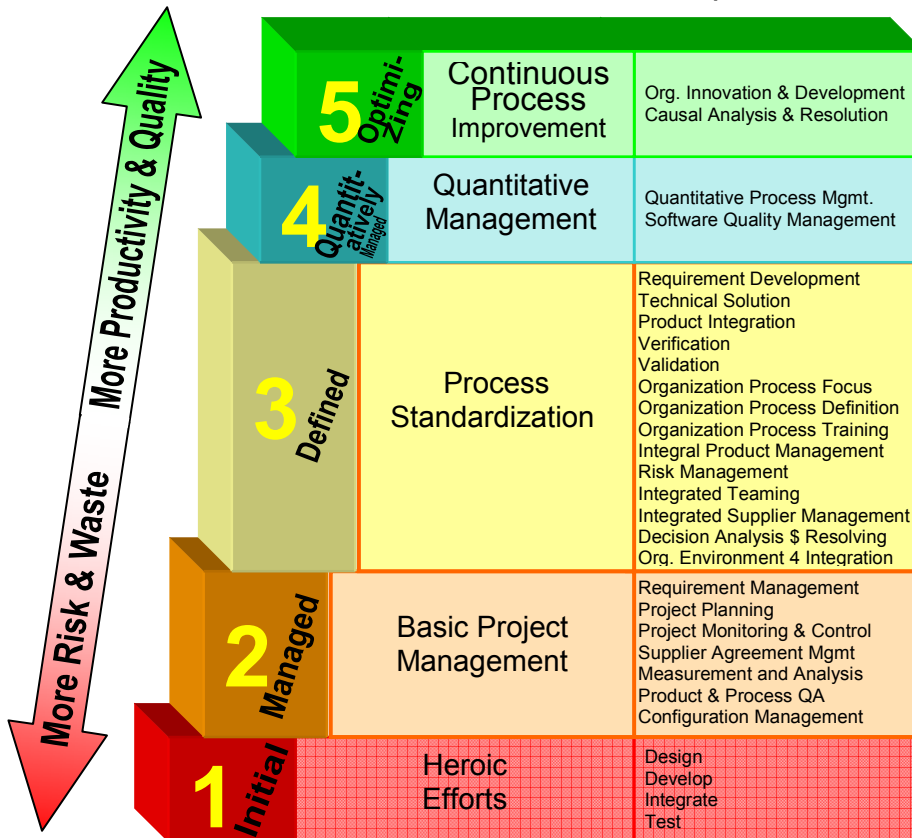 More Productivity & Quality
More Risk & Waste
5
Optimi-
Zing
Continuous
Process
Improvement
Org. Innovation & Development
Causal Analysis & Resolution
4
Quantit-
atively
Managed
Quantitative
Management
Quantitative Process Mgmt.
Software Quality Management
3
Defined
Process
Standardization
Requirement Development
Technical Solution
Product Integration
Verification
Validation
Organization Process Focus
Organization Process Definition
Organization Process Training
Integral Product Management
Risk Management
Integrated Teaming
Integrated Supplier Management
Decision Analysis $ Resolving
Org. Environment 4 Integration
2
Managed
Basic Project
Management
Requirement Management
Project Planning
Project Monitoring & Control
Supplier Agreement Mgmt
Measurement and Analysis
Product & Process QA
Configuration Management
1
Initial
Heroic
Efforts
Design
Develop
Integrate
Test